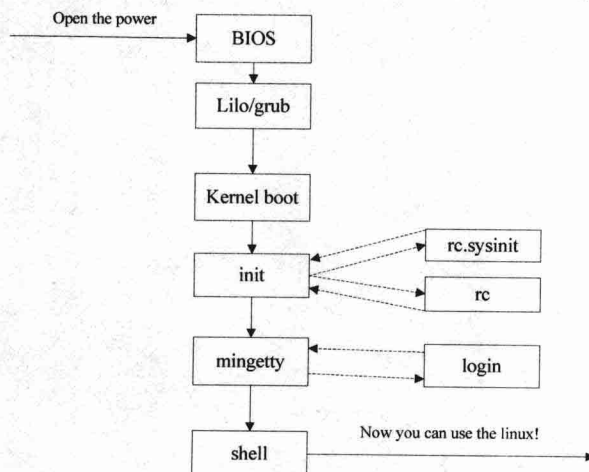 Open the power
BIOS
Lilo/grub
Kernel boot
init
rc.sysinit
rc
mingetty
login
shell
Now you can use the linux!